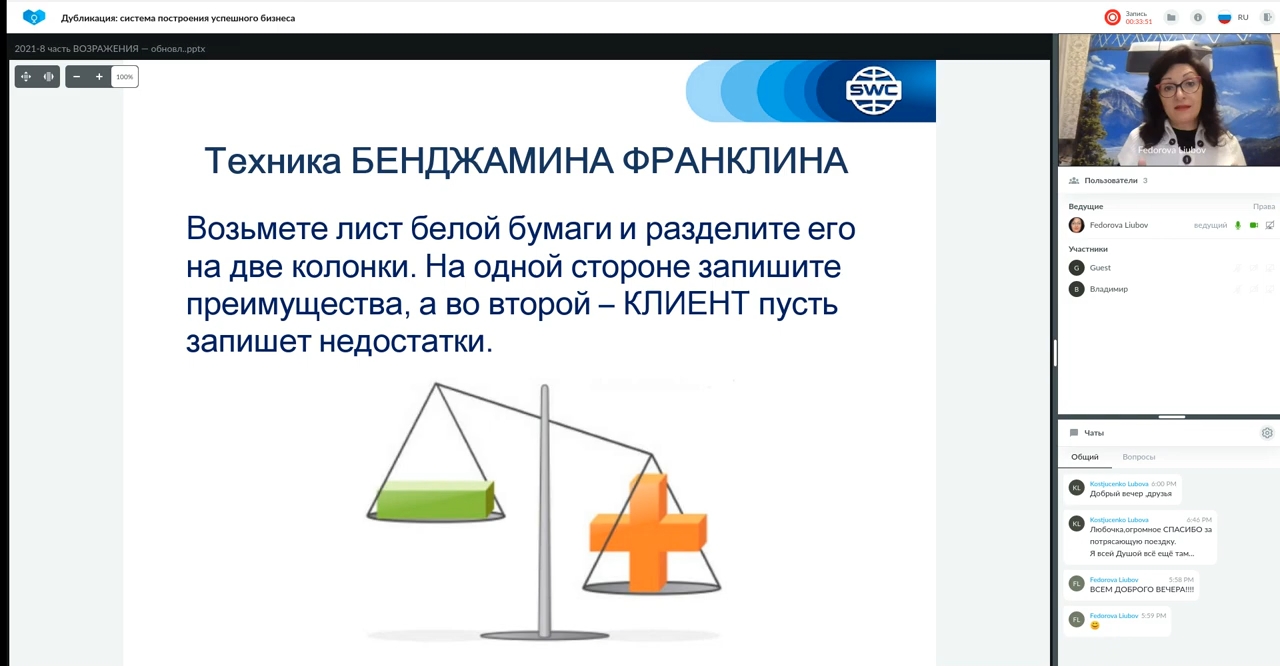 Дубликация: система построения успешного бизнеса
Запись
00:33:51
RU
2021-8 часть ВОЗРАЖЕНИЯ — обновл..pptx
100%
SWC
Техника БЕНДЖАМИНА ФРАНКЛИНА
Возьмете лист белой бумаги и разделите его
на две колонки. На одной стороне запишите
преимущества, а во второй – КЛИЕНТ пусть
запишет недостатки.
Fedorova Liubov
Пользователи 3
Ведущие Права
Fedorova Liubov ведущий
Участники
G Guest
В Владимир
Чаты
Общий Вопросы
KL Kostjucenko Lubova 6:00 PM
Добрый вечер ,друзья
KL Kostjucenko Lubova 6:46 PM
Любочка,огромное СПАСИБО за
потрясающую поездку.
Я всей Душой всё ещё там...
FL Fedorova Liubov 5:58 PM
ВСЕМ ДОБРОГО ВЕЧЕРА!!!!
FL Fedorova Liubov 5:59 PM
😊